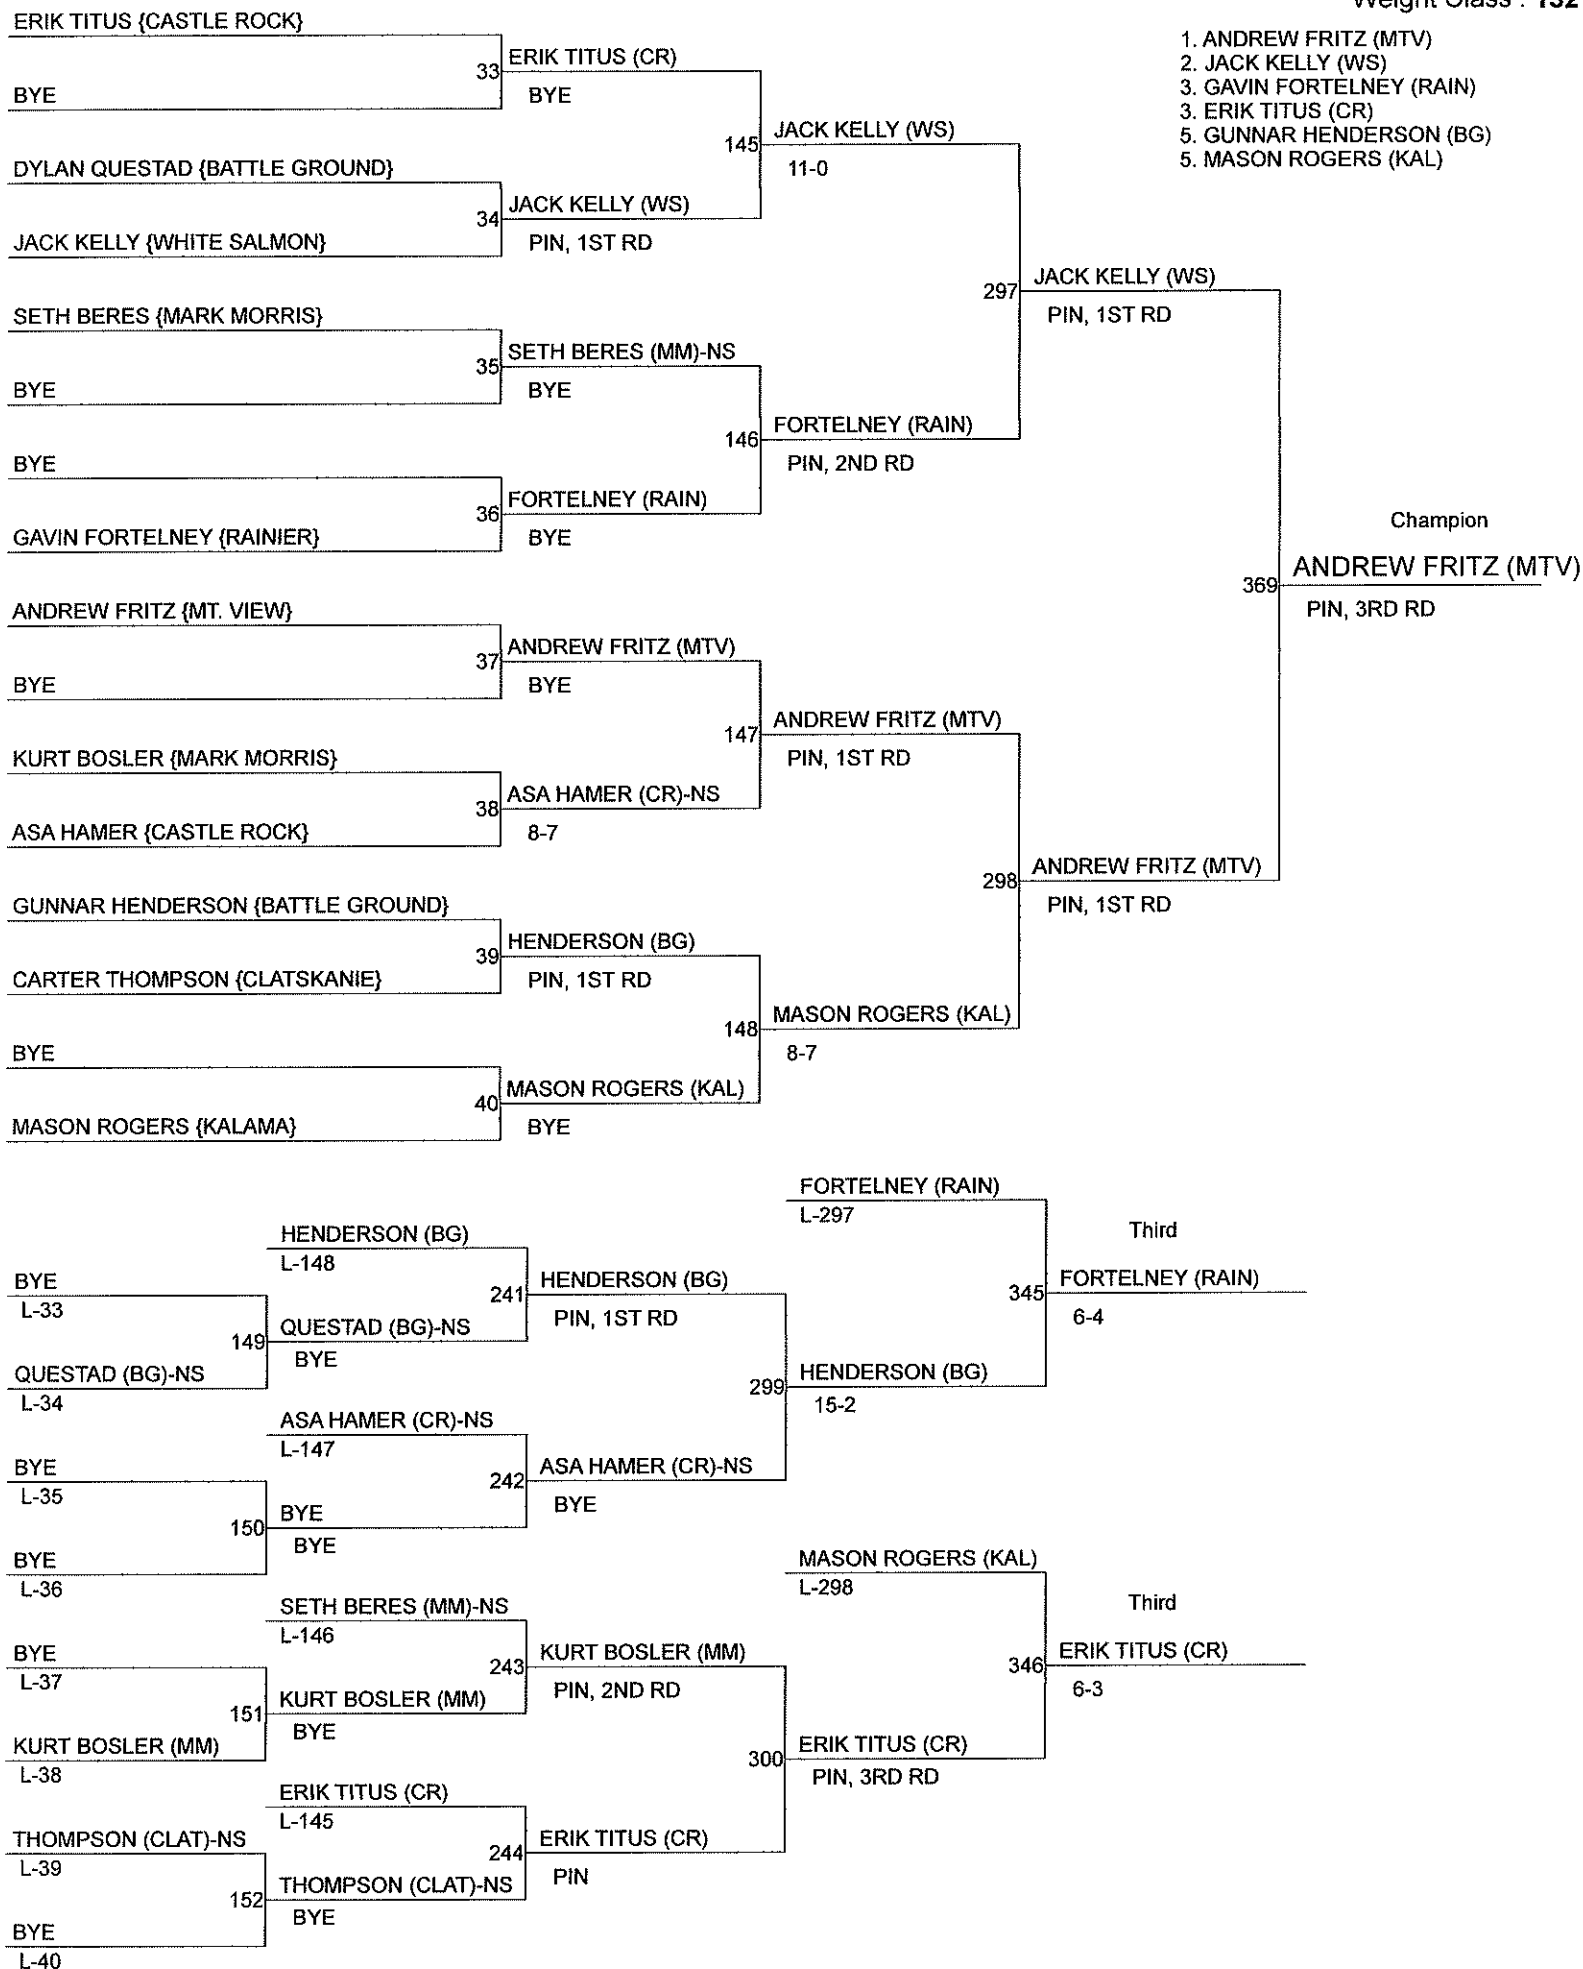 Weight Class : 132
1. ANDREW FRITZ (MTV)
2. JACK KELLY (WS)
3. GAVIN FORTELNEY (RAIN)
3. ERIK TITUS (CR)
5. GUNNAR HENDERSON (BG)
5. MASON ROGERS (KAL)
ERIK TITUS {CASTLE ROCK}
33
ERIK TITUS (CR)
BYE
BYE
145
JACK KELLY (WS)
11-0
DYLAN QUESTAD {BATTLE GROUND}
34
JACK KELLY (WS)
PIN, 1ST RD
JACK KELLY {WHITE SALMON}
297
JACK KELLY (WS)
PIN, 1ST RD
SETH BERES {MARK MORRIS}
35
SETH BERES (MM)-NS
BYE
BYE
146
FORTELNEY (RAIN)
PIN, 2ND RD
BYE
36
FORTELNEY (RAIN)
BYE
GAVIN FORTELNEY {RAINIER}
Champion
369
ANDREW FRITZ (MTV)
PIN, 3RD RD
ANDREW FRITZ {MT. VIEW}
37
ANDREW FRITZ (MTV)
BYE
BYE
147
ANDREW FRITZ (MTV)
PIN, 1ST RD
KURT BOSLER {MARK MORRIS}
38
ASA HAMER (CR)-NS
8-7
ASA HAMER {CASTLE ROCK}
298
ANDREW FRITZ (MTV)
PIN, 1ST RD
GUNNAR HENDERSON {BATTLE GROUND}
39
HENDERSON (BG)
PIN, 1ST RD
CARTER THOMPSON {CLATSKANIE}
148
MASON ROGERS (KAL)
8-7
BYE
40
MASON ROGERS (KAL)
BYE
MASON ROGERS {KALAMA}
FORTELNEY (RAIN)
L-297
HENDERSON (BG)
L-148
Third
BYE
L-33
241
HENDERSON (BG)
PIN, 1ST RD
345
FORTELNEY (RAIN)
6-4
149
QUESTAD (BG)-NS
BYE
QUESTAD (BG)-NS
L-34
299
HENDERSON (BG)
15-2
ASA HAMER (CR)-NS
L-147
BYE
L-35
242
ASA HAMER (CR)-NS
BYE
150
BYE
BYE
BYE
L-36
MASON ROGERS (KAL)
L-298
SETH BERES (MM)-NS
L-146
Third
BYE
L-37
243
KURT BOSLER (MM)
PIN, 2ND RD
346
ERIK TITUS (CR)
6-3
151
KURT BOSLER (MM)
BYE
KURT BOSLER (MM)
L-38
300
ERIK TITUS (CR)
PIN, 3RD RD
ERIK TITUS (CR)
L-145
THOMPSON (CLAT)-NS
L-39
244
ERIK TITUS (CR)
PIN
152
THOMPSON (CLAT)-NS
BYE
BYE
L-40